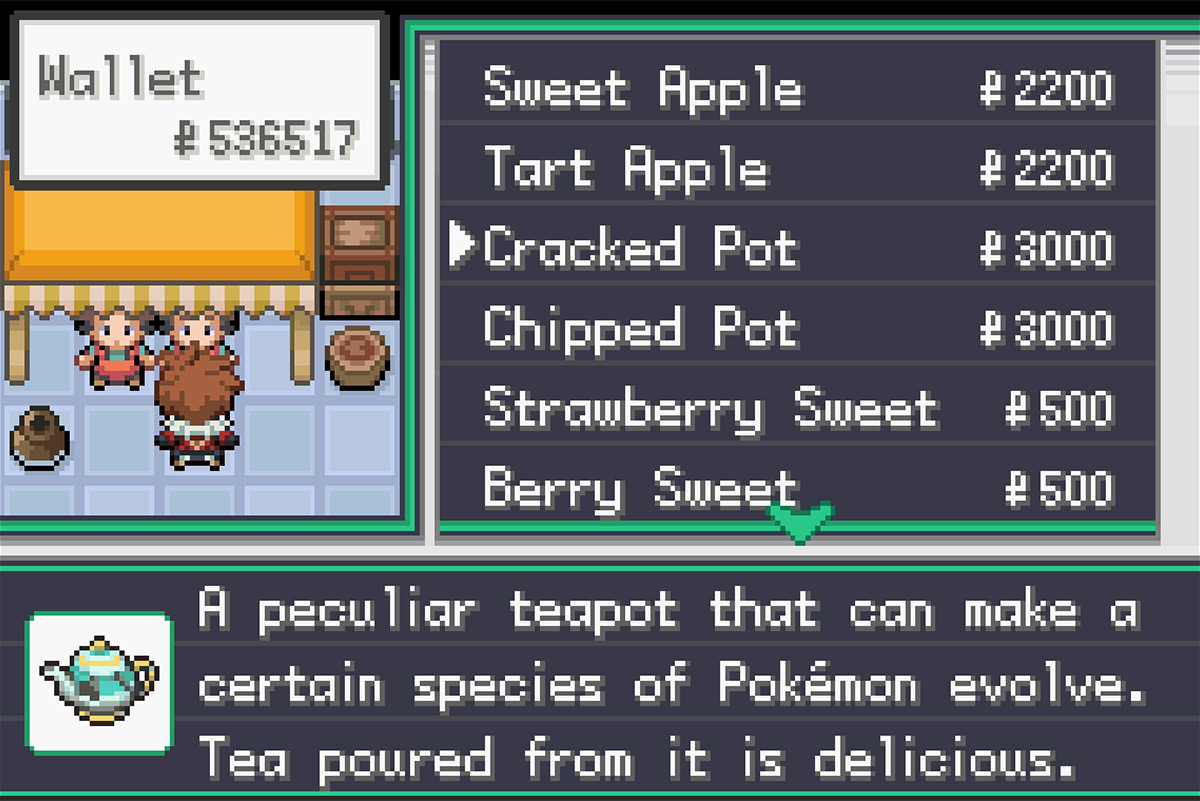 Wallet
₽536517
Sweet Apple ₽2200
Tart Apple ₽2200
Cracked Pot ₽3000
Chipped Pot ₽3000
Strawberry Sweet ₽500
Berry Sweet ₽500
A peculiar teapot that can make a
certain species of Pokémon evolve.
Tea poured from it is delicious.